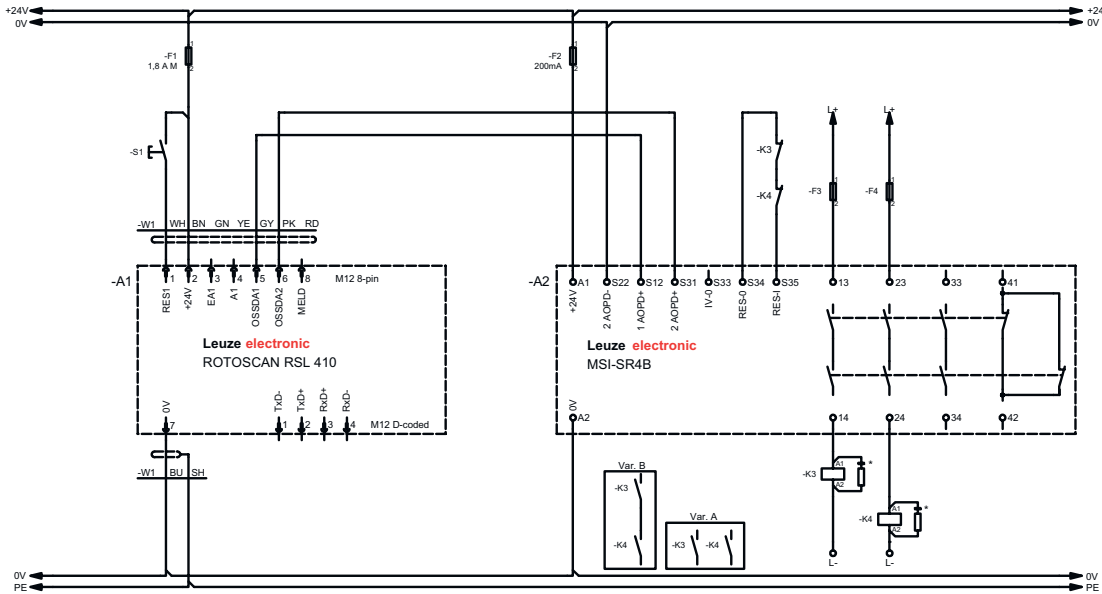 +24V
0V
+24
0V
-F1
1,8 A M
1
2
-F2
200mA
1
2
L+
L+
-S1
-K3
-K4
-F3
1
2
-F4
1
2
-W1 WH BN GN YE GY PK RD
-A1
1 2 3 4 5 6 8 M12 8-pin
RES1
+24V
EA1
A1
OSSDA1
OSSDA2
MELD
-A2
A1 S22 S12 S31 S33 S34 S35 13 23 33 41
+24V
2 AOPD-
1 AOPD+
2 AOPD+
IV-0
RES-0
RES-I
Leuze electronic
ROTOSCAN RSL 410
Leuze electronic
MSI-SR4B
0V
TxD-
TxD+
RxD+
RxD-
7 1 2 3 4 M12 D-coded
0V
A2 14 24 34 42
-W1 BU SH
Var. B
-K3
-K4
Var. A
-K3 -K4
-K3
A1
A2
*
-K4
A1
A2
*
L-
L-
0V
PE
0V
PE